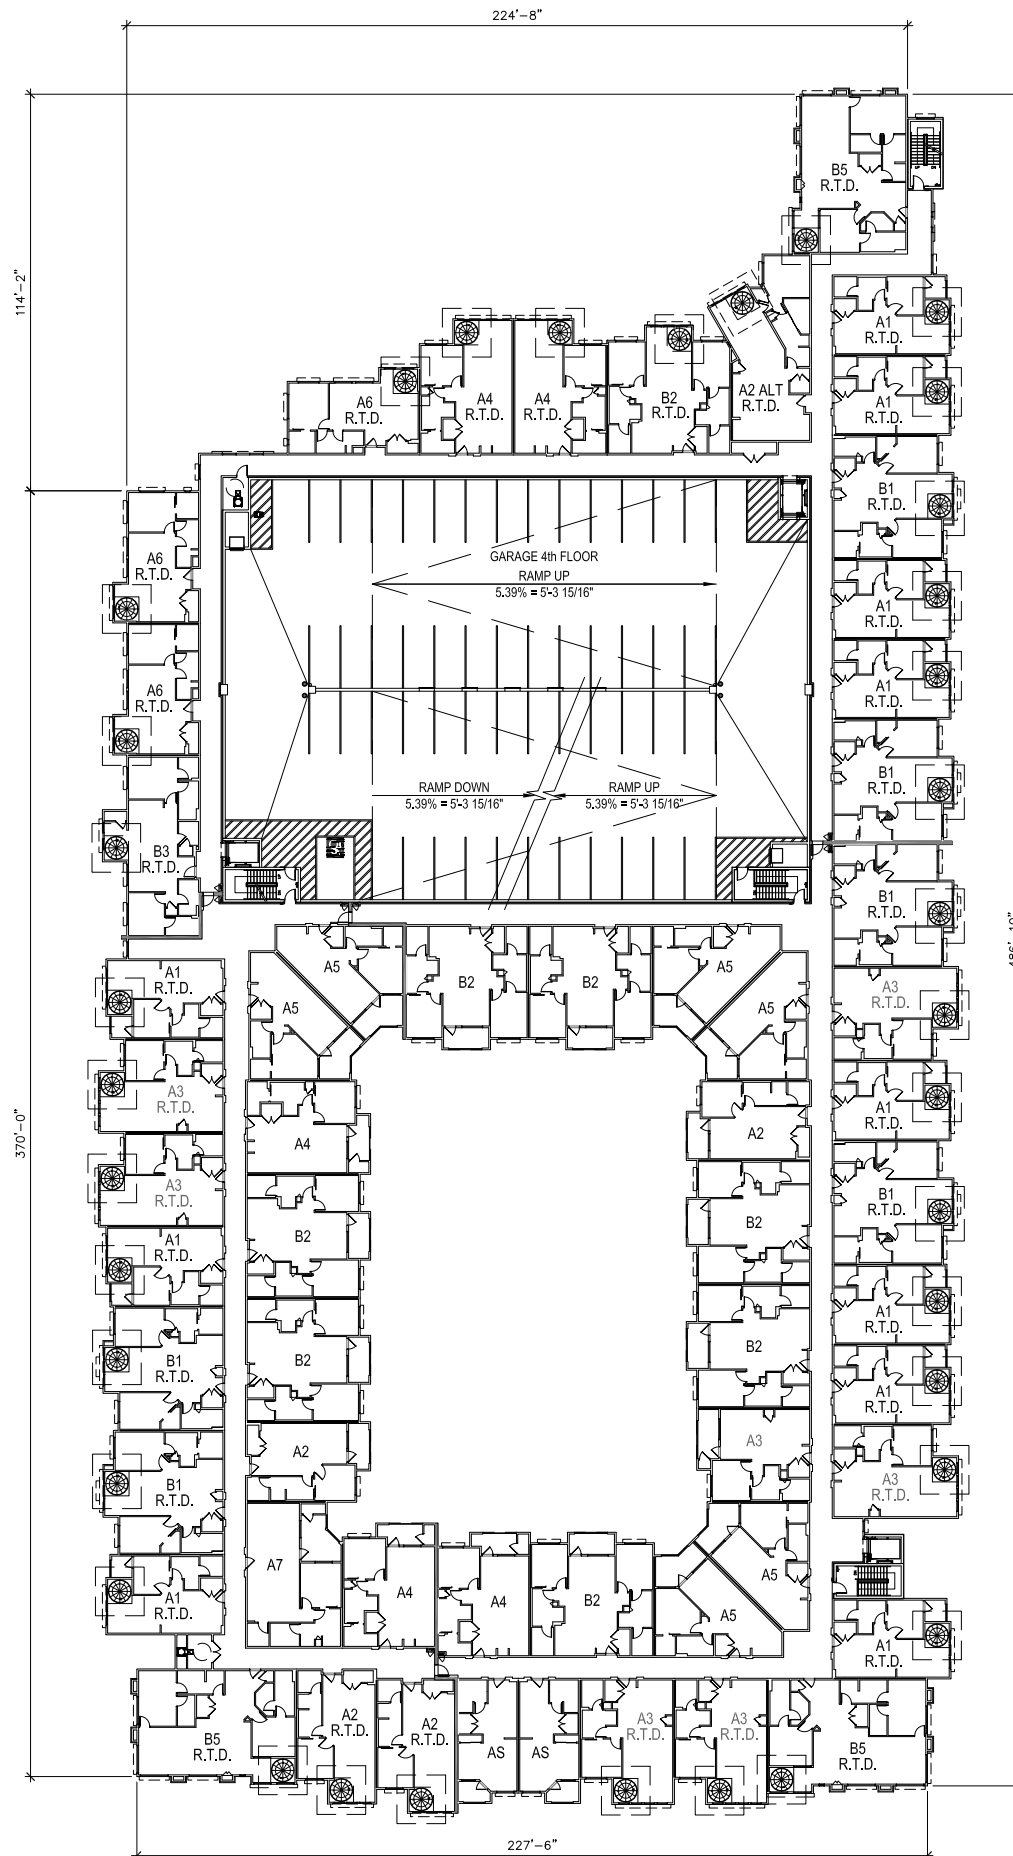 224'-8"
114'-2"
B5
R.T.D.
A1
R.T.D.
A1
R.T.D.
A6
R.T.D.
A4
R.T.D.
A4
R.T.D.
B2
R.T.D.
A2 ALT
R.T.D.
B1
R.T.D.
GARAGE 4th FLOOR
RAMP UP
5.39% = 5'-3 15/16"
A6
R.T.D.
A1
R.T.D.
A6
R.T.D.
A1
R.T.D.
RAMP DOWN
5.39% = 5'-3 15/16"
RAMP UP
5.39% = 5'-3 15/16"
B1
R.T.D.
B3
R.T.D.
B1
R.T.D.
A1
R.T.D.
A5
B2
B2
A5
A5
A5
A3
R.T.D.
A3
R.T.D.
A1
R.T.D.
370'-0"
A4
A2
A3
R.T.D.
B1
R.T.D.
B2
B2
A1
R.T.D.
A1
R.T.D.
B1
R.T.D.
B2
B2
A1
R.T.D.
A2
A3
A3
R.T.D.
B1
R.T.D.
A7
A4
A4
B2
A5
A5
A1
R.T.D.
A1
R.T.D.
B5
R.T.D.
A2
R.T.D.
A2
R.T.D.
AS
AS
A3
R.T.D.
A3
R.T.D.
B5
R.T.D.
227'-6"